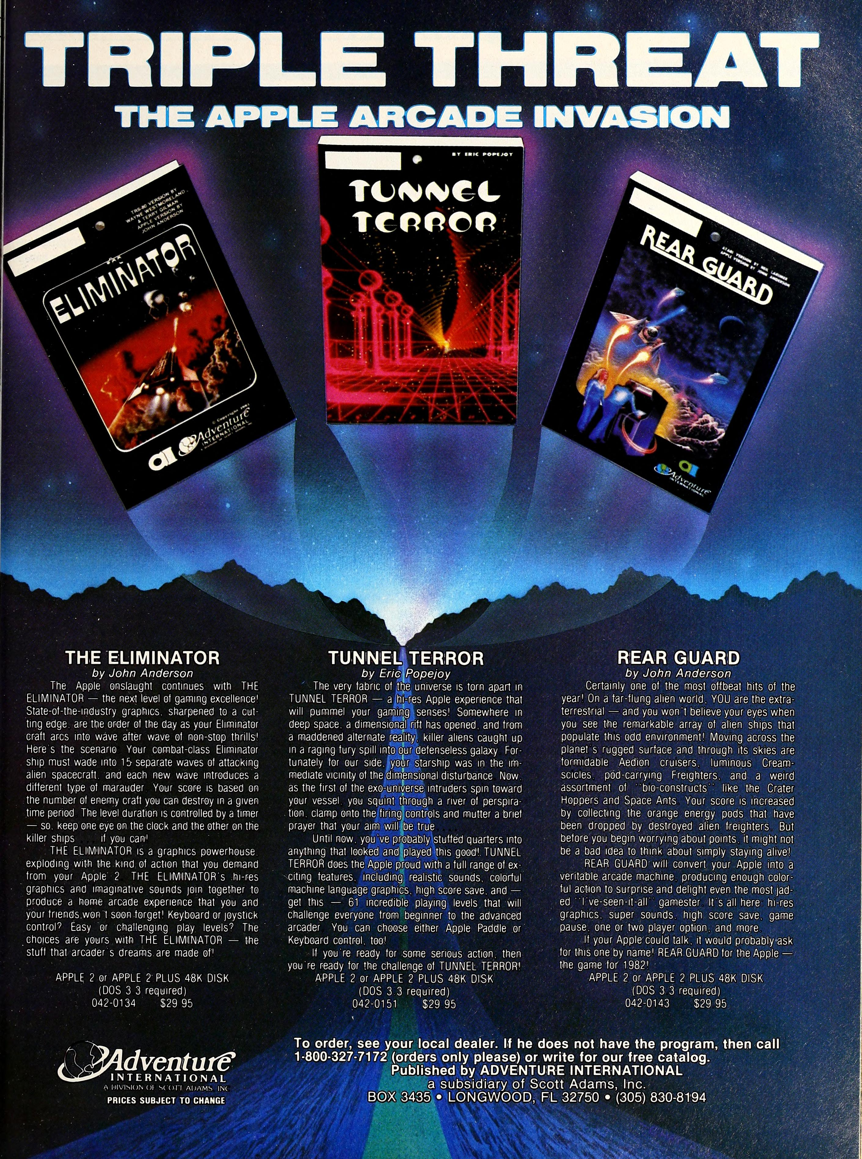 TRIPLE THREAT
THE APPLE ARCADE INVASION
TRS-80 VERSION BY
WAYNE WESTMORELAND
& TERRY GILMAN
APPLE VERSION BY
JOHN ANDERSON
THE
ELIMINATOR
Adventure
INTERNATIONAL
BY ERIC POPEJOY
TUNNEL
TERROR
ATARI VERSION BY NEIL LARIMER
APPLE VERSION BY JOHN ANDERSON
REAR GUARD
Adventure
INTERNATIONAL
THE ELIMINATOR
by John Anderson
The Apple onslaught continues with THE
ELIMINATOR — the next level of gaming excellence!
State-of-the-industry graphics, sharpened to a cut-
ting edge, are the order of the day as your Eliminator
craft arcs into wave after wave of non-stop thrills!
Here's the scenario: Your combat-class Eliminator
ship must wade into 15 separate waves of attacking
alien spacecraft, and each new wave introduces a
different type of marauder. Your score is based on
the number of enemy craft you can destroy in a given
time period. The level duration is controlled by a timer
— so, keep one eye on the clock and the other on the
killer ships . . . if you can!
THE ELIMINATOR is a graphics powerhouse,
exploding with the kind of action that you demand
from your Apple 2. THE ELIMINATOR'S hi-res
graphics and imaginative sounds join together to
produce a home arcade experience that you and
your friends won't soon forget! Keyboard or joystick
control? Easy or challenging play levels? The
choices are yours with THE ELIMINATOR — the
stuff that arcader's dreams are made of!
APPLE 2 or APPLE 2 PLUS 48K DISK
(DOS 3.3 required)
042-0134 $29.95
TUNNEL TERROR
by Eric Popejoy
The very fabric of the universe is torn apart in
TUNNEL TERROR — a hi-res Apple experience that
will pummel your gaming senses! Somewhere in
deep space, a dimensional rift has opened, and from
a maddened alternate reality, killer aliens caught up
in a raging fury spill into our defenseless galaxy. For-
tunately for our side, your starship was in the im-
mediate vicinity of the dimensional disturbance. Now,
as the first of the exo-universe intruders spin toward
your vessel, you squint through a river of perspira-
tion, clamp onto the firing controls and mutter a brief
prayer that your aim will be true.
Until now, you've probably stuffed quarters into
anything that looked and played this good! TUNNEL
TERROR does the Apple proud with a full range of ex-
citing features, including realistic sounds, colorful
machine language graphics, high score save, and —
get this — 61 incredible playing levels that will
challenge everyone from beginner to the advanced
arcader. You can choose either Apple Paddle or
Keyboard control, too!
If you're ready for some serious action, then
you're ready for the challenge of TUNNEL TERROR!
APPLE 2 or APPLE 2 PLUS 48K DISK
(DOS 3.3 required)
042-0151 $29.95
REAR GUARD
by John Anderson
Certainly one of the most offbeat hits of the
year! On a far-flung alien world, YOU are the extra-
terrestrial — and you won't believe your eyes when
you see the remarkable array of alien ships that
populate this odd environment! Moving across the
planet's rugged surface and through its skies are
formidable Aedion cruisers, luminous Cream-
scicles, pod-carrying Freighters, and a weird
assortment of "bio-constructs" like the Crater
Hoppers and Space Ants. Your score is increased
by collecting the orange energy pods that have
been dropped by destroyed alien freighters. But
before you begin worrying about points, it might not
be a bad idea to think about simply staying alive!
REAR GUARD will convert your Apple into a
veritable arcade machine, producing enough color-
ful action to surprise and delight even the most jad-
ed "I've-seen-it-all" gamester. It's all here: hi-res
graphics, super sounds, high score save, game
pause, one or two player option, and more.
If your Apple could talk, it would probably ask
for this one by name! REAR GUARD for the Apple —
the game for 1982!
APPLE 2 or APPLE 2 PLUS 48K DISK
(DOS 3.3 required)
042-0143 $29.95
Adventure
INTERNATIONAL
A DIVISION OF SCOTT ADAMS, INC.
PRICES SUBJECT TO CHANGE
To order, see your local dealer. If he does not have the program, then call
1-800-327-7172 (orders only please) or write for our free catalog.
Published by ADVENTURE INTERNATIONAL
a subsidiary of Scott Adams, Inc.
BOX 3435 • LONGWOOD, FL 32750 • (305) 830-8194